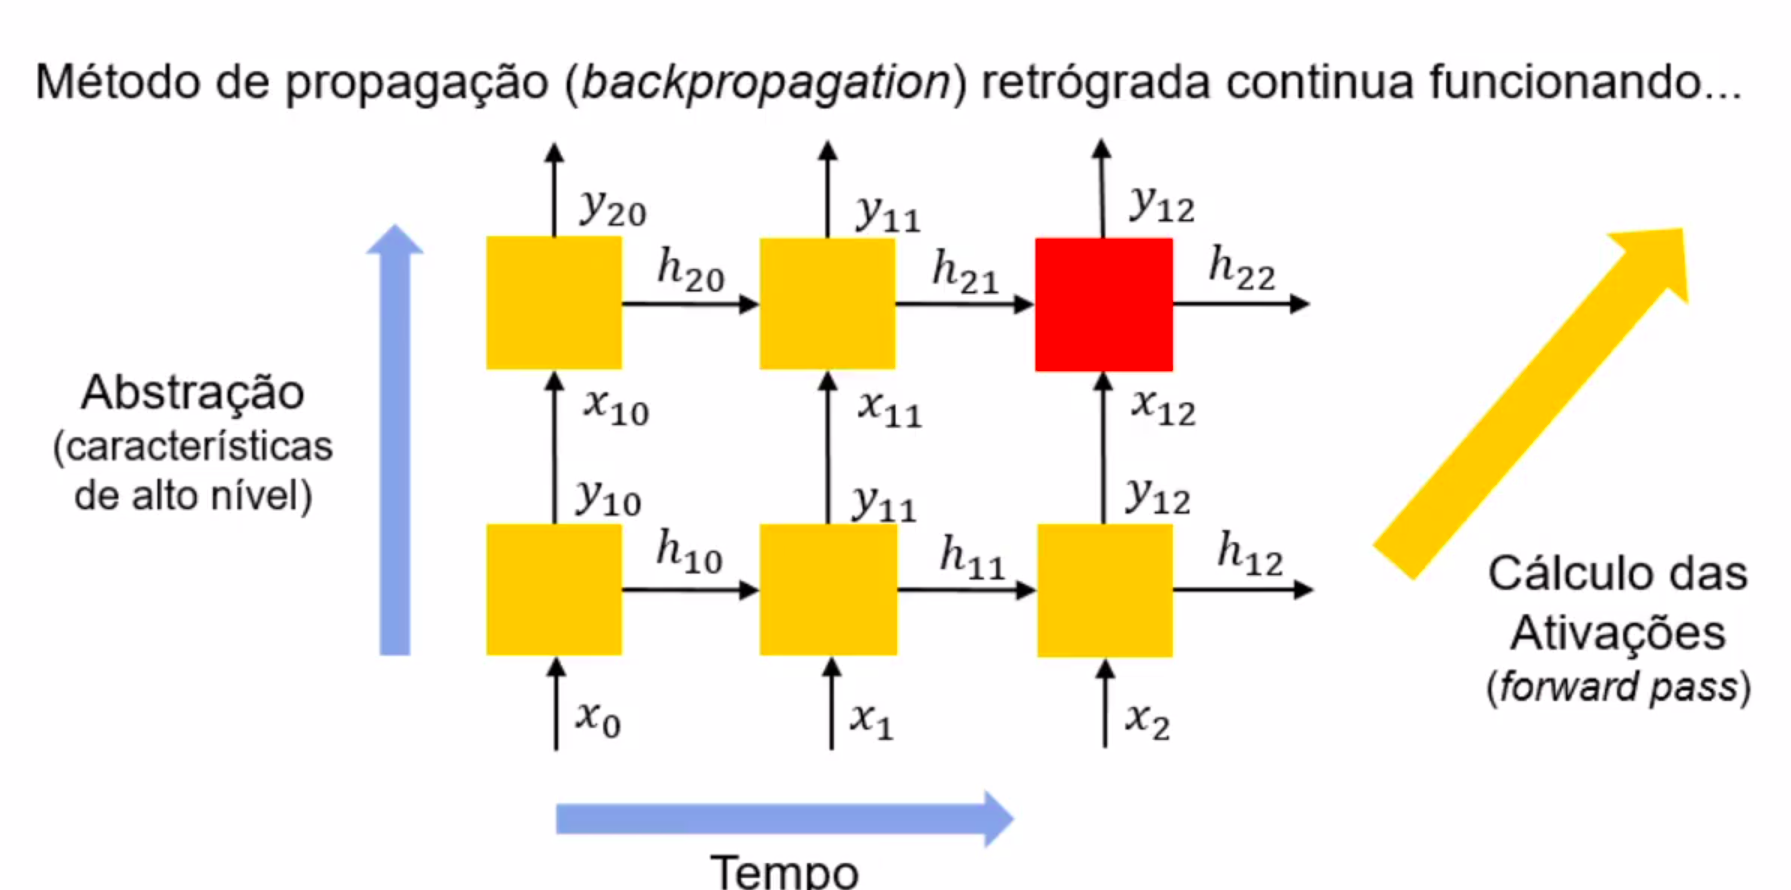 Método de propagação (backpropagation) retrógrada continua funcionando...
y20
y11
y12
h20
h21
h22
Abstração
(características
de alto nível)
x10
x11
x12
y10
y11
y12
h10
h11
h12
Cálculo das
Ativações
(forward pass)
x0
x1
x2
Tempo